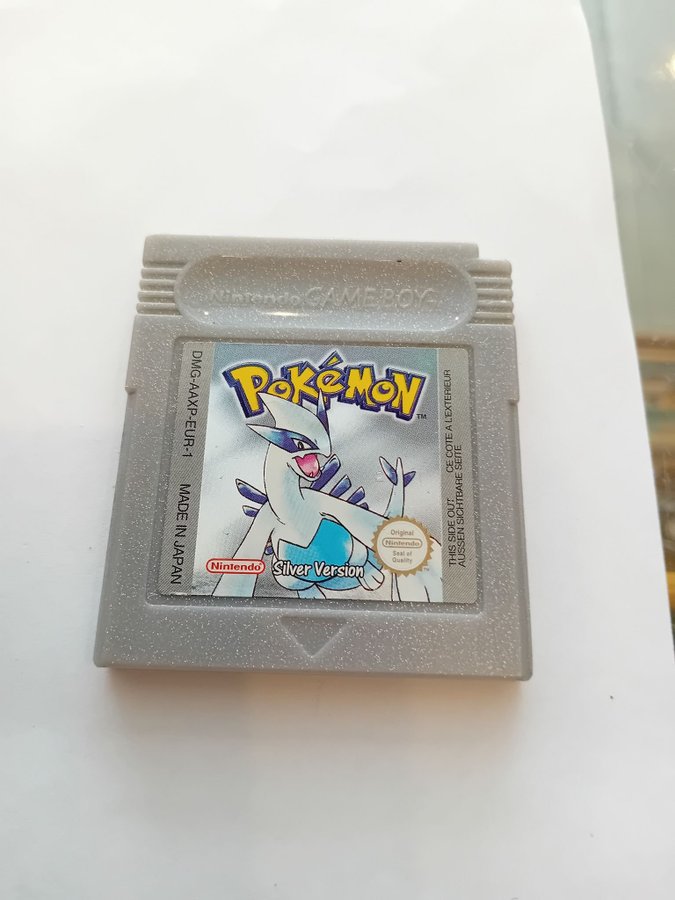 Nintendo GAME BOY
DMG-AAXP-EUR-1 MADE IN JAPAN
POKéMON
TM
Nintendo
Silver Version
Original
Nintendo
Seal of
Quality
THIS SIDE OUT. CE COTE A L'EXTERIEUR
AUSSEN SICHTBARE SEITE